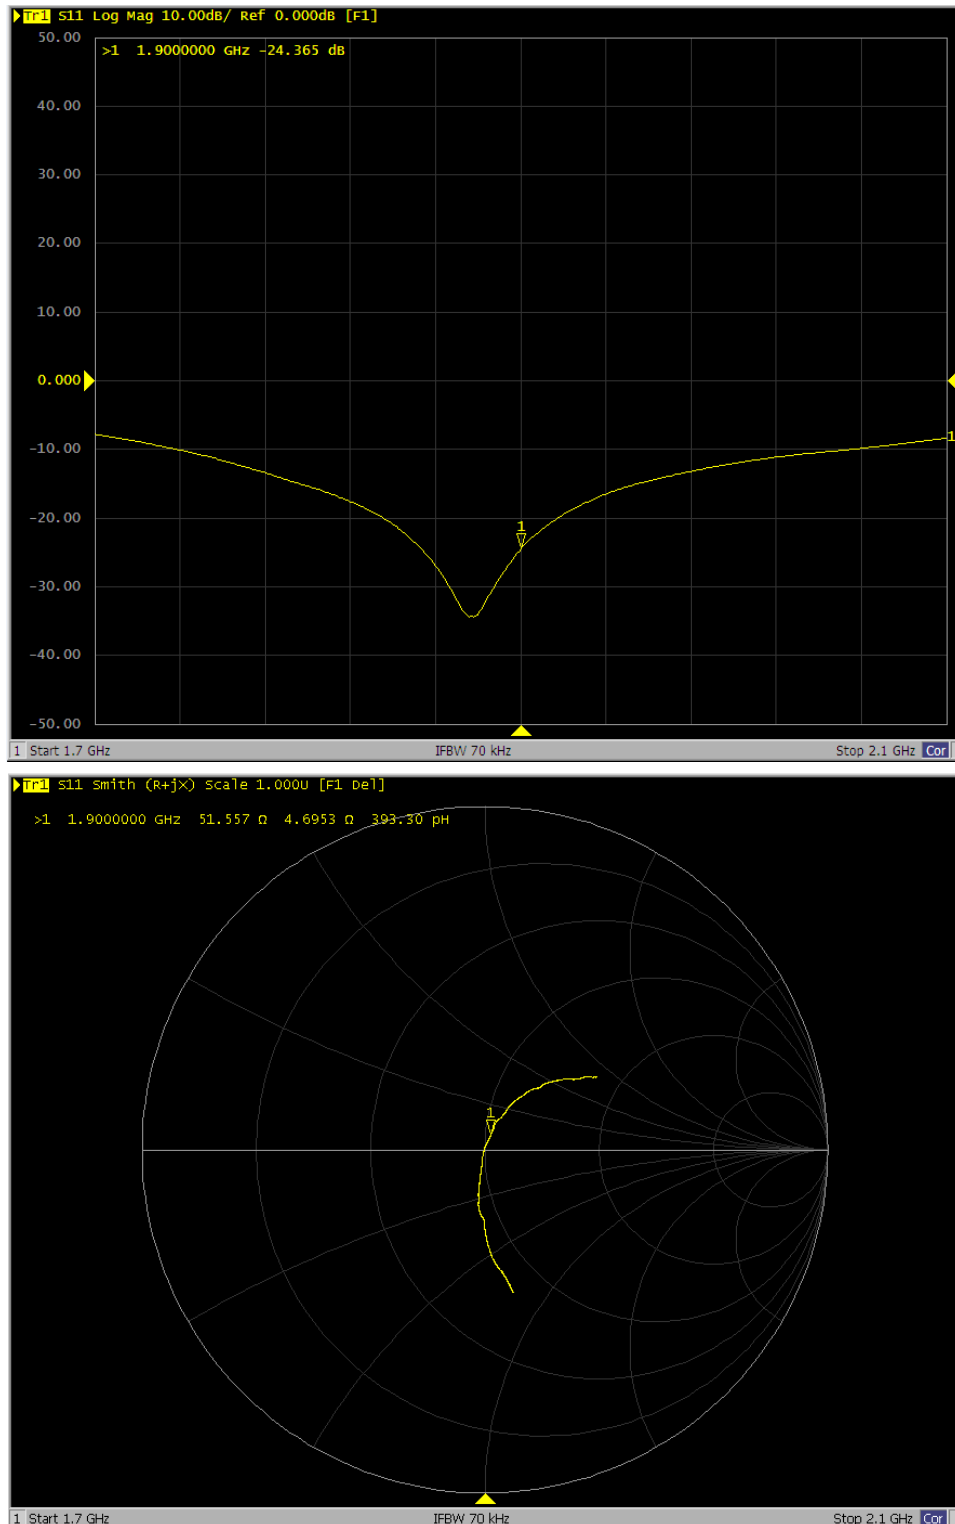 Tr1 S11 Log Mag 10.00dB/ Ref 0.000dB [F1]
50.00
>1 1.9000000 GHz -24.365 dB
40.00
30.00
20.00
10.00
0.000
-10.00
1
-20.00
1
-30.00
-40.00
-50.00
1 Start 1.7 GHz IFBW 70 kHz Stop 2.1 GHz Cor
Tr1 S11 Smith (R+jX) Scale 1.000U [F1 Del]
>1 1.9000000 GHz 51.557 Ω 4.6953 Ω 393.30 pH
1
1 Start 1.7 GHz IFBW 70 kHz Stop 2.1 GHz Cor